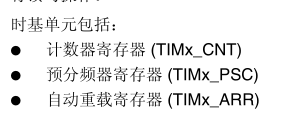 时基单元包括：
● 计数器寄存器 (TIMx_CNT)
● 预分频器寄存器 (TIMx_PSC)
● 自动重载寄存器 (TIMx_ARR)